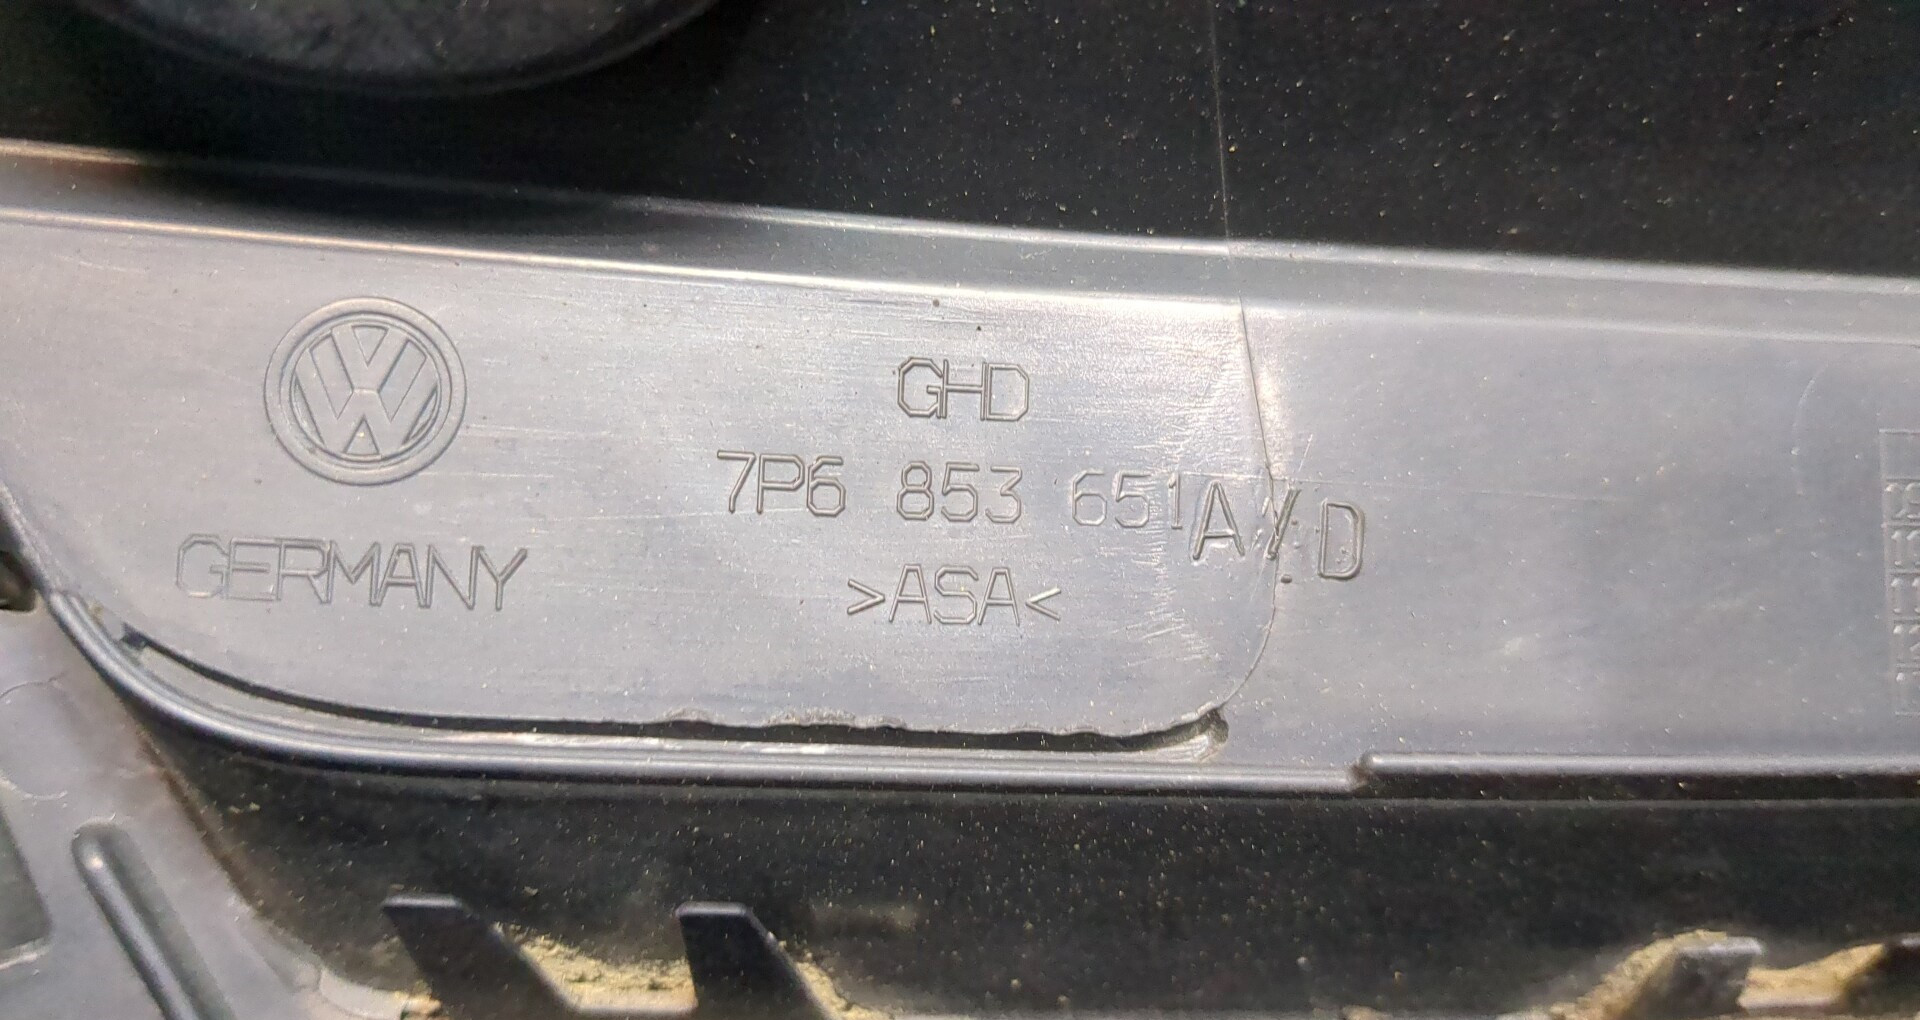 GHD
7P6 853 651 A/D
>ASA<
GERMANY